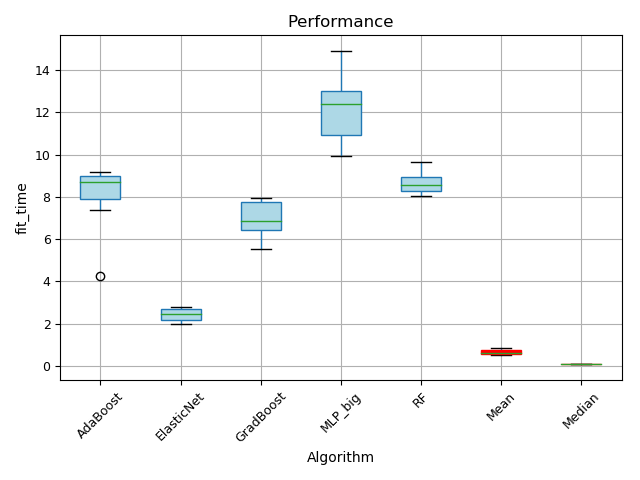 Performance
fit_time
14
12
10
8
6
4
2
0
AdaBoost
ElasticNet
GradBoost
MLP_big
RF
Mean
Median
Algorithm